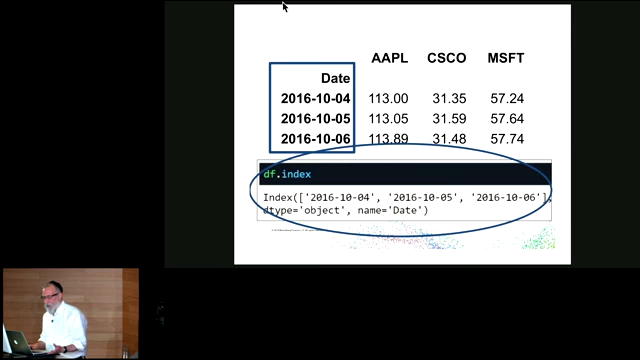 AAPL CSCO MSFT
Date
2016-10-04 113.00 31.35 57.24
2016-10-05 113.05 31.59 57.64
2016-10-06 113.89 31.48 57.74
df.index
Index(['2016-10-04', '2016-10-05', '2016-10-06'],
dtype='object', name='Date')